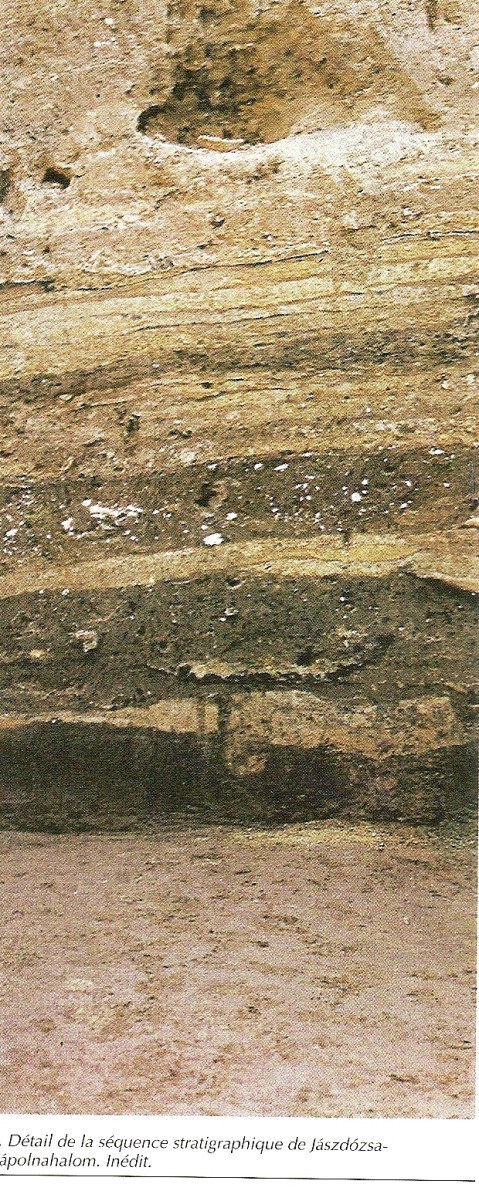 . Détail de la séquence stratigraphique de Jászdózsa-
ápolnahalom. Inédit.